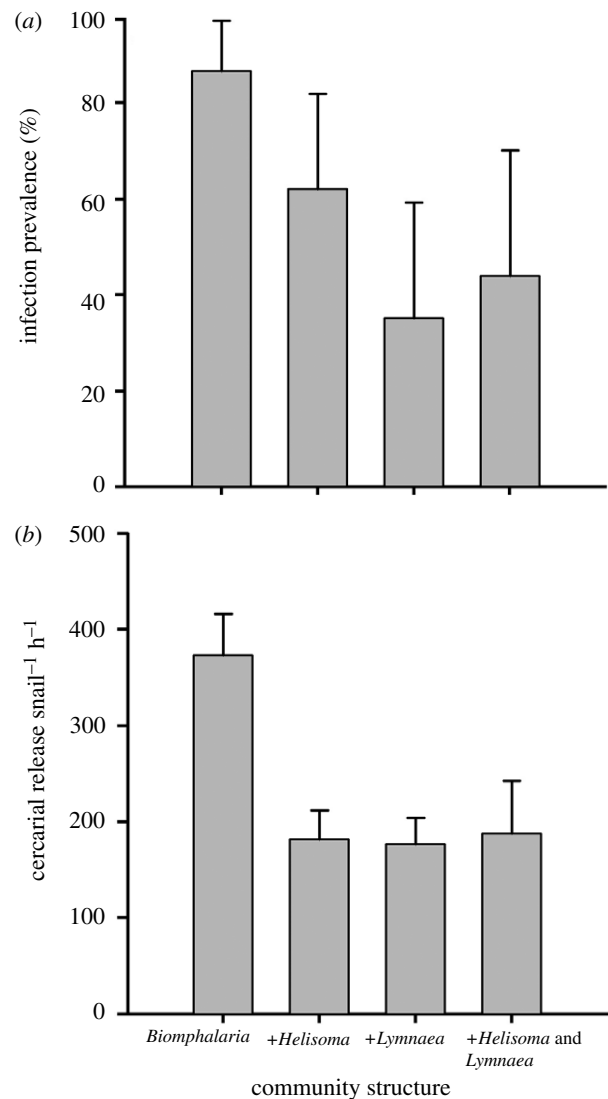 (a)
100
80
60
40
20
0
infection prevalence (%)
(b)
500
400
300
200
100
0
cercarial release snail⁻¹ h⁻¹
Biomphalaria +Helisoma +Lymnaea +Helisoma and
Lymnaea
community structure